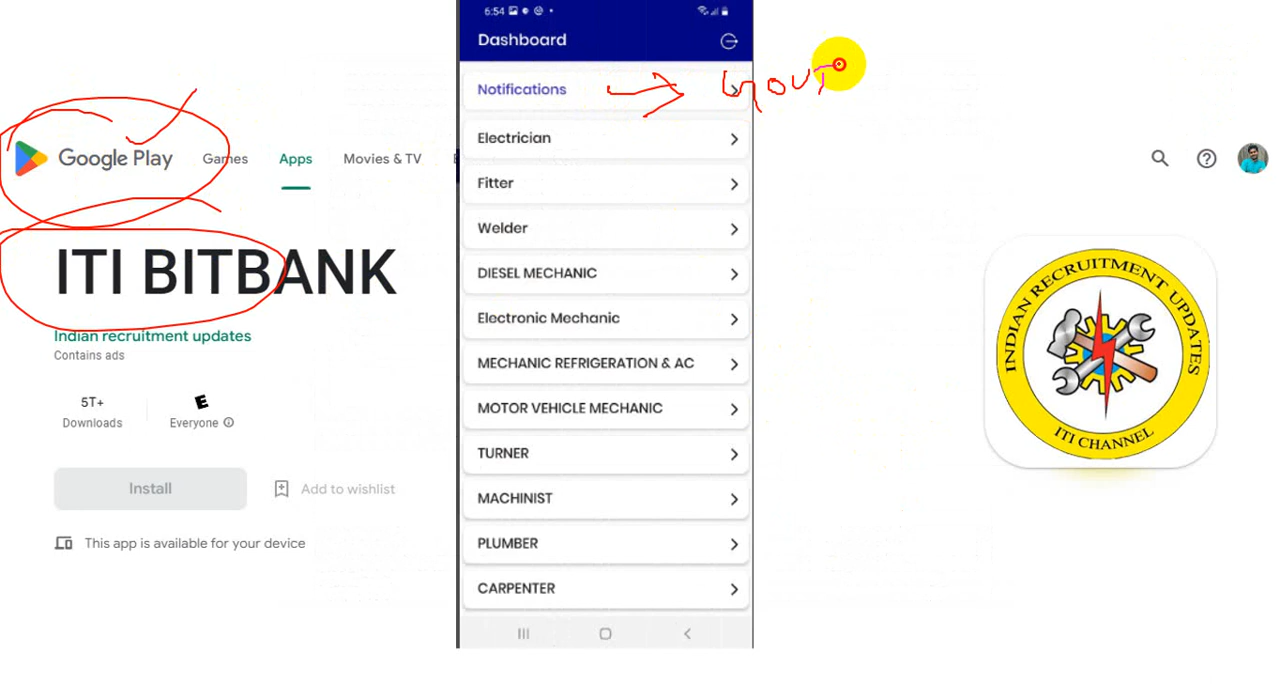 Google Play
Games
Apps
Movies & TV
ITI BITBANK
Indian recruitment updates
Contains ads
5T+
Downloads
E
Everyone
Install
Add to wishlist
This app is available for your device
6:54
Dashboard
Notifications
Electrician
Fitter
Welder
DIESEL MECHANIC
Electronic Mechanic
MECHANIC REFRIGERATION & AC
MOTOR VEHICLE MECHANIC
TURNER
MACHINIST
PLUMBER
CARPENTER
INDIAN RECRUITMENT UPDATES
ITI CHANNEL